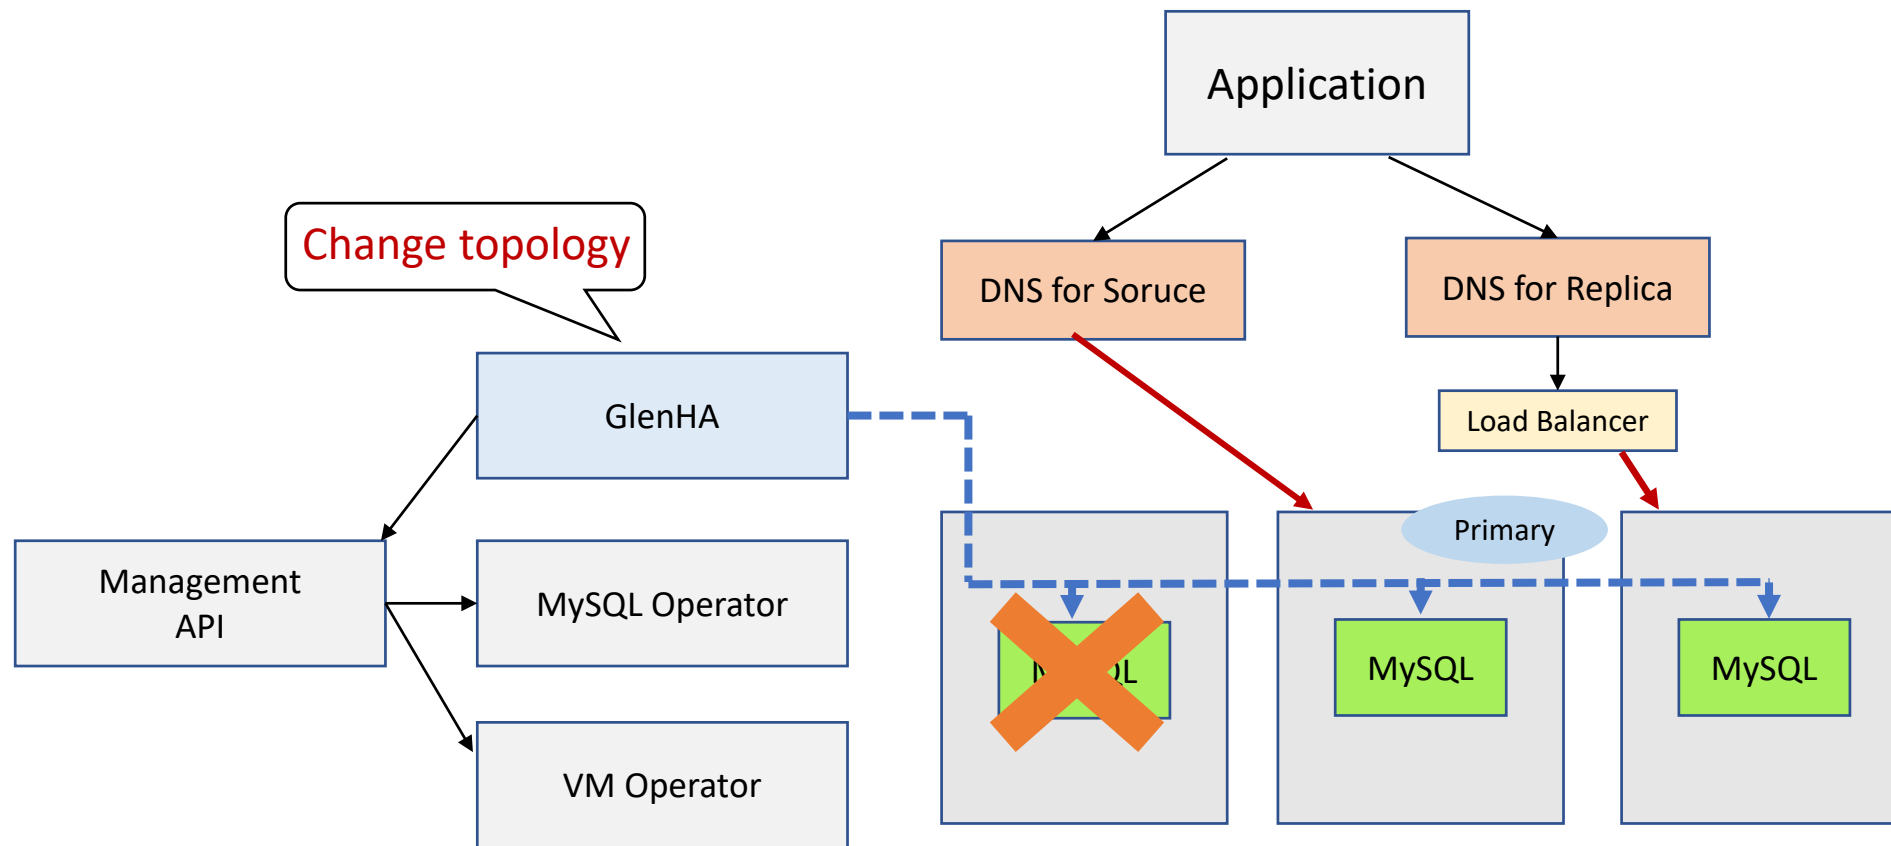 Application
Change topology
DNS for Soruce
DNS for Replica
GlenHA
Load Balancer
Primary
Management
API
MySQL Operator
MySQL
MySQL
VM Operator